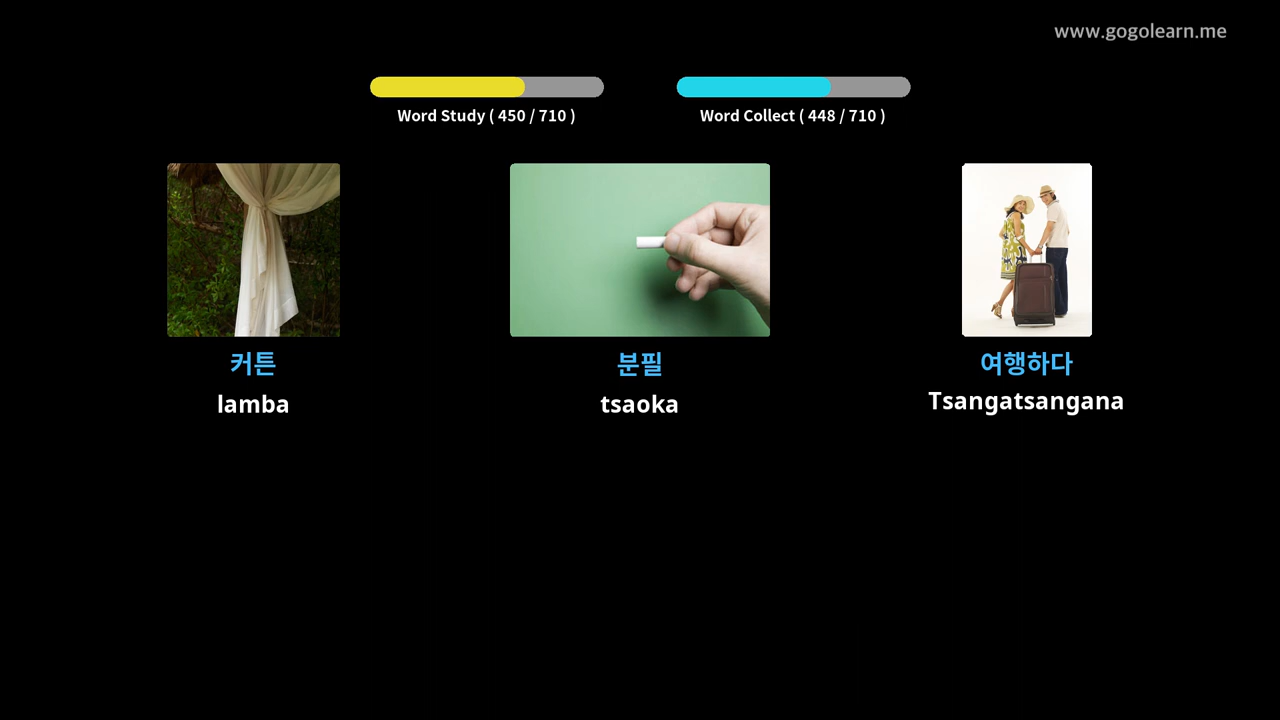 www.gogolearn.me
Word Study ( 450 / 710 )
Word Collect ( 448 / 710 )
커튼
lamba
분필
tsaoka
여행하다
Tsangatsangana